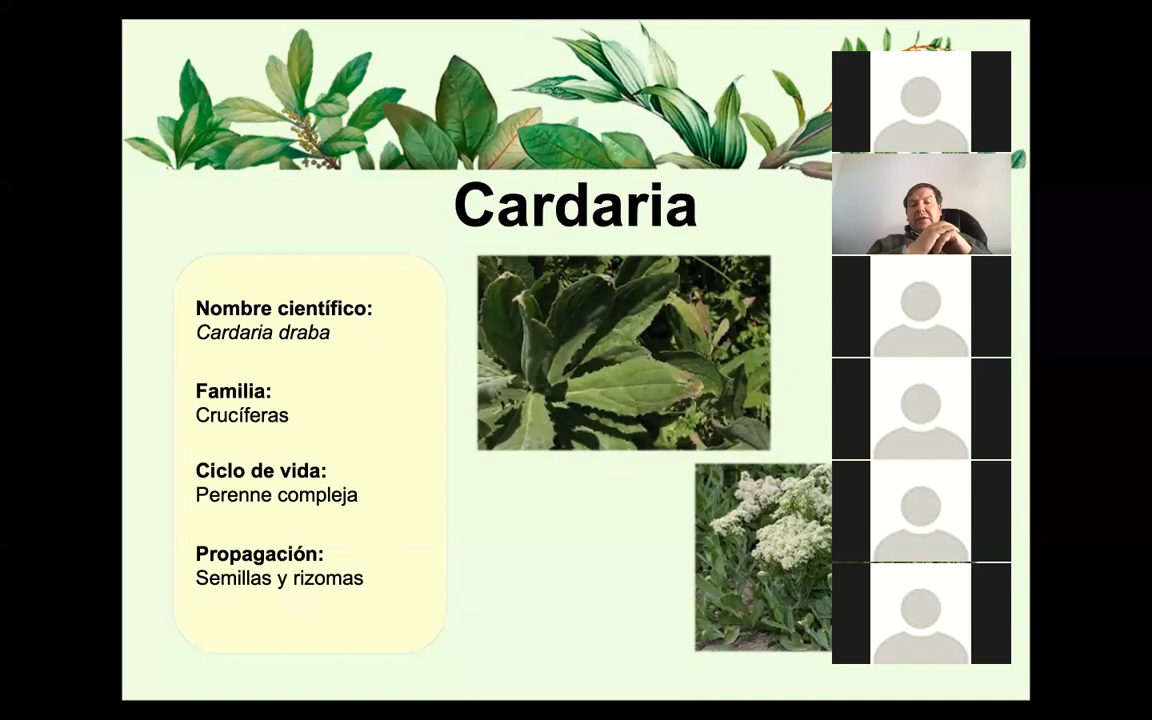 Cardaria
Nombre científico:
Cardaria draba
Familia:
Crucíferas
Ciclo de vida:
Perenne compleja
Propagación:
Semillas y rizomas